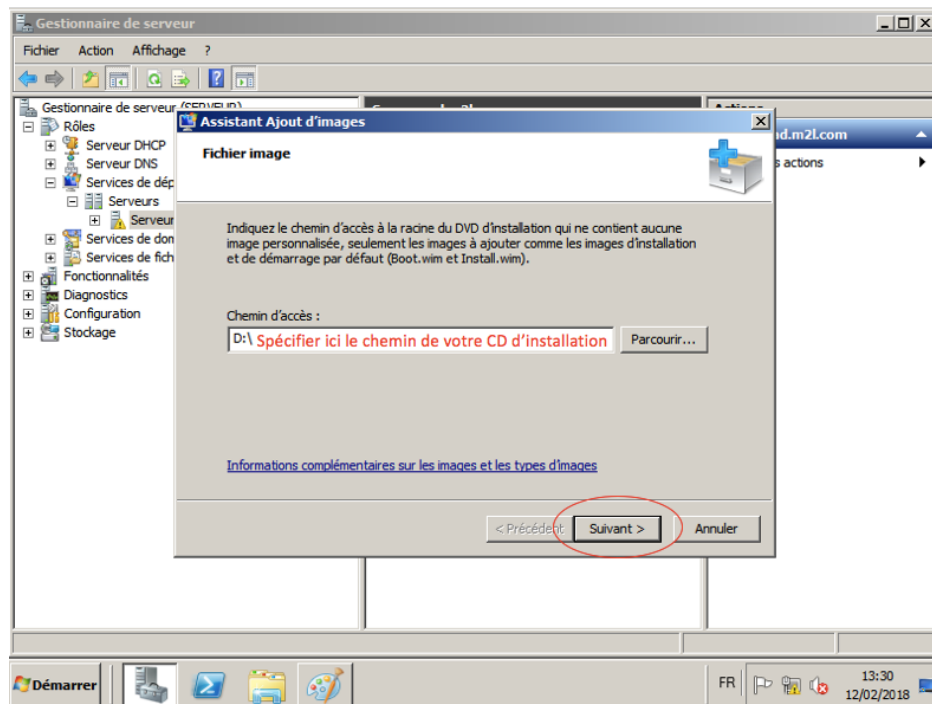 Gestionnaire de serveur
Fichier Action Affichage ?
Gestionnaire de serveur (SERVEUR)
Rôles
Serveur DHCP
Serveur DNS
Services de dép
Serveurs
Serveur
Services de don
Services de fich
Fonctionnalités
Diagnostics
Configuration
Stockage
Actions
nd.m2l.com
s actions
Assistant Ajout d'images
Fichier image
Indiquez le chemin d'accès à la racine du DVD d'installation qui ne contient aucune
image personnalisée, seulement les images à ajouter comme les images d'installation
et de démarrage par défaut (Boot.wim et Install.wim).
Chemin d'accès :
D:\ Spécifier ici le chemin de votre CD d'installation
Parcourir...
Informations complémentaires sur les images et les types d'images
< Précédent Suivant > Annuler
Démarrer
FR
13:30
12/02/2018